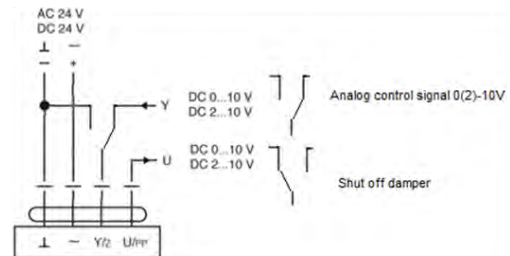 AC 24 V
DC 24 V
⊥ ~
− +
Y
DC 0...10 V
DC 2...10 V
Analog control signal 0(2)-10V
U
DC 0...10 V
DC 2...10 V
Shut off damper
⊥ ~ Y/2 U/PP